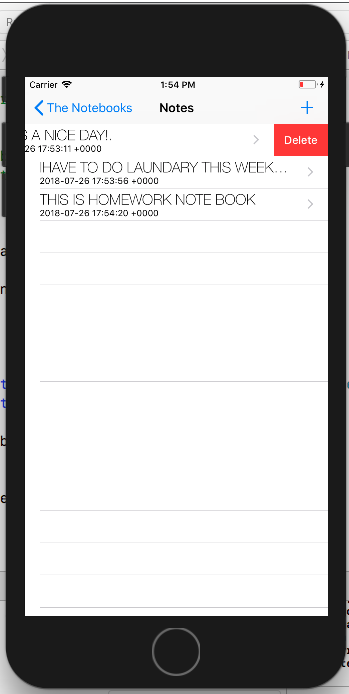 Carrier 1:54 PM
The Notebooks Notes +
S A NICE DAY!.
26 17:53:11 +0000
Delete
IHAVE TO DO LAUNDARY THIS WEEK...
2018-07-26 17:53:56 +0000
THIS IS HOMEWORK NOTE BOOK
2018-07-26 17:54:20 +0000